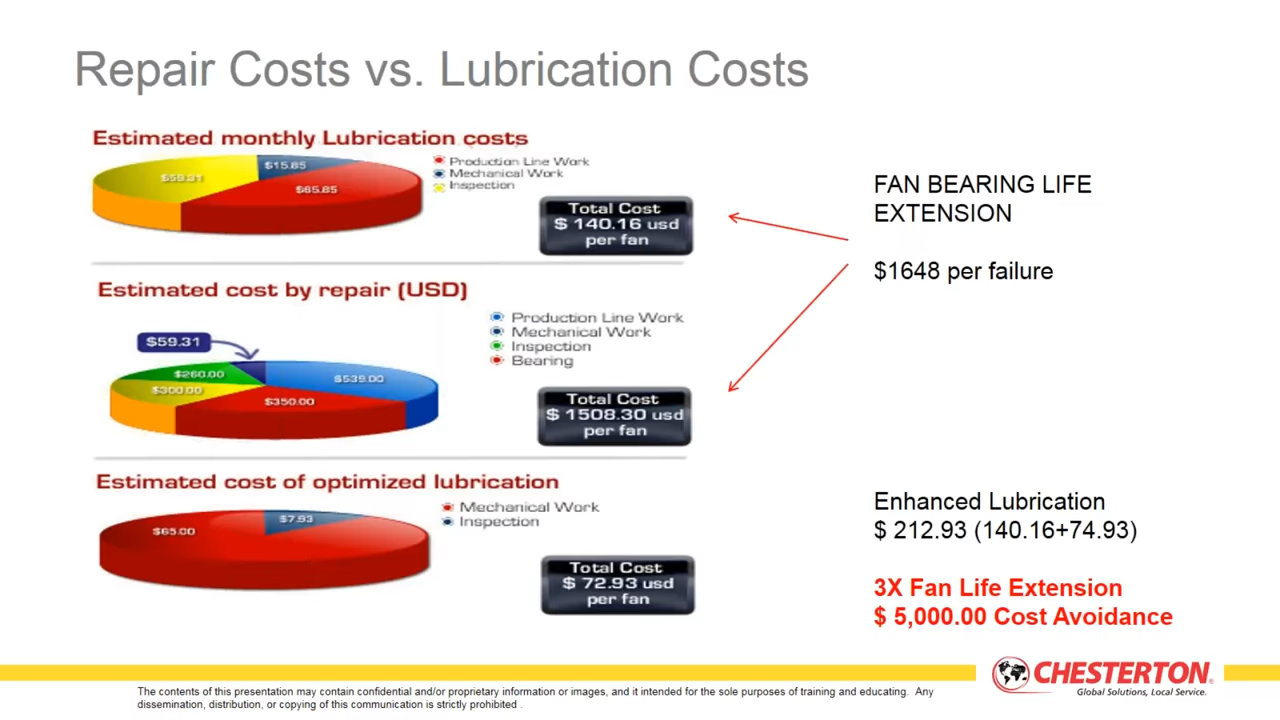 Repair Costs vs. Lubrication Costs
Estimated monthly Lubrication costs
$59.31
$15.85
$65.85
Production Line Work
Mechanical Work
Inspection
Total Cost
$ 140.16 usd
per fan
FAN BEARING LIFE
EXTENSION
$1648 per failure
Estimated cost by repair (USD)
$59.31
$260.00
$300.00
$539.00
$350.00
Production Line Work
Mechanical Work
Inspection
Bearing
Total Cost
$ 1508.30 usd
per fan
Estimated cost of optimized lubrication
$65.00
$7.93
Mechanical Work
Inspection
Total Cost
$ 72.93 usd
per fan
Enhanced Lubrication
$ 212.93 (140.16+74.93)
3X Fan Life Extension
$ 5,000.00 Cost Avoidance
CHESTERTON
Global Solutions, Local Service.
The contents of this presentation may contain confidential and/or proprietary information or images, and it intended for the sole purposes of training and educating. Any
dissemination, distribution, or copying of this communication is strictly prohibited .